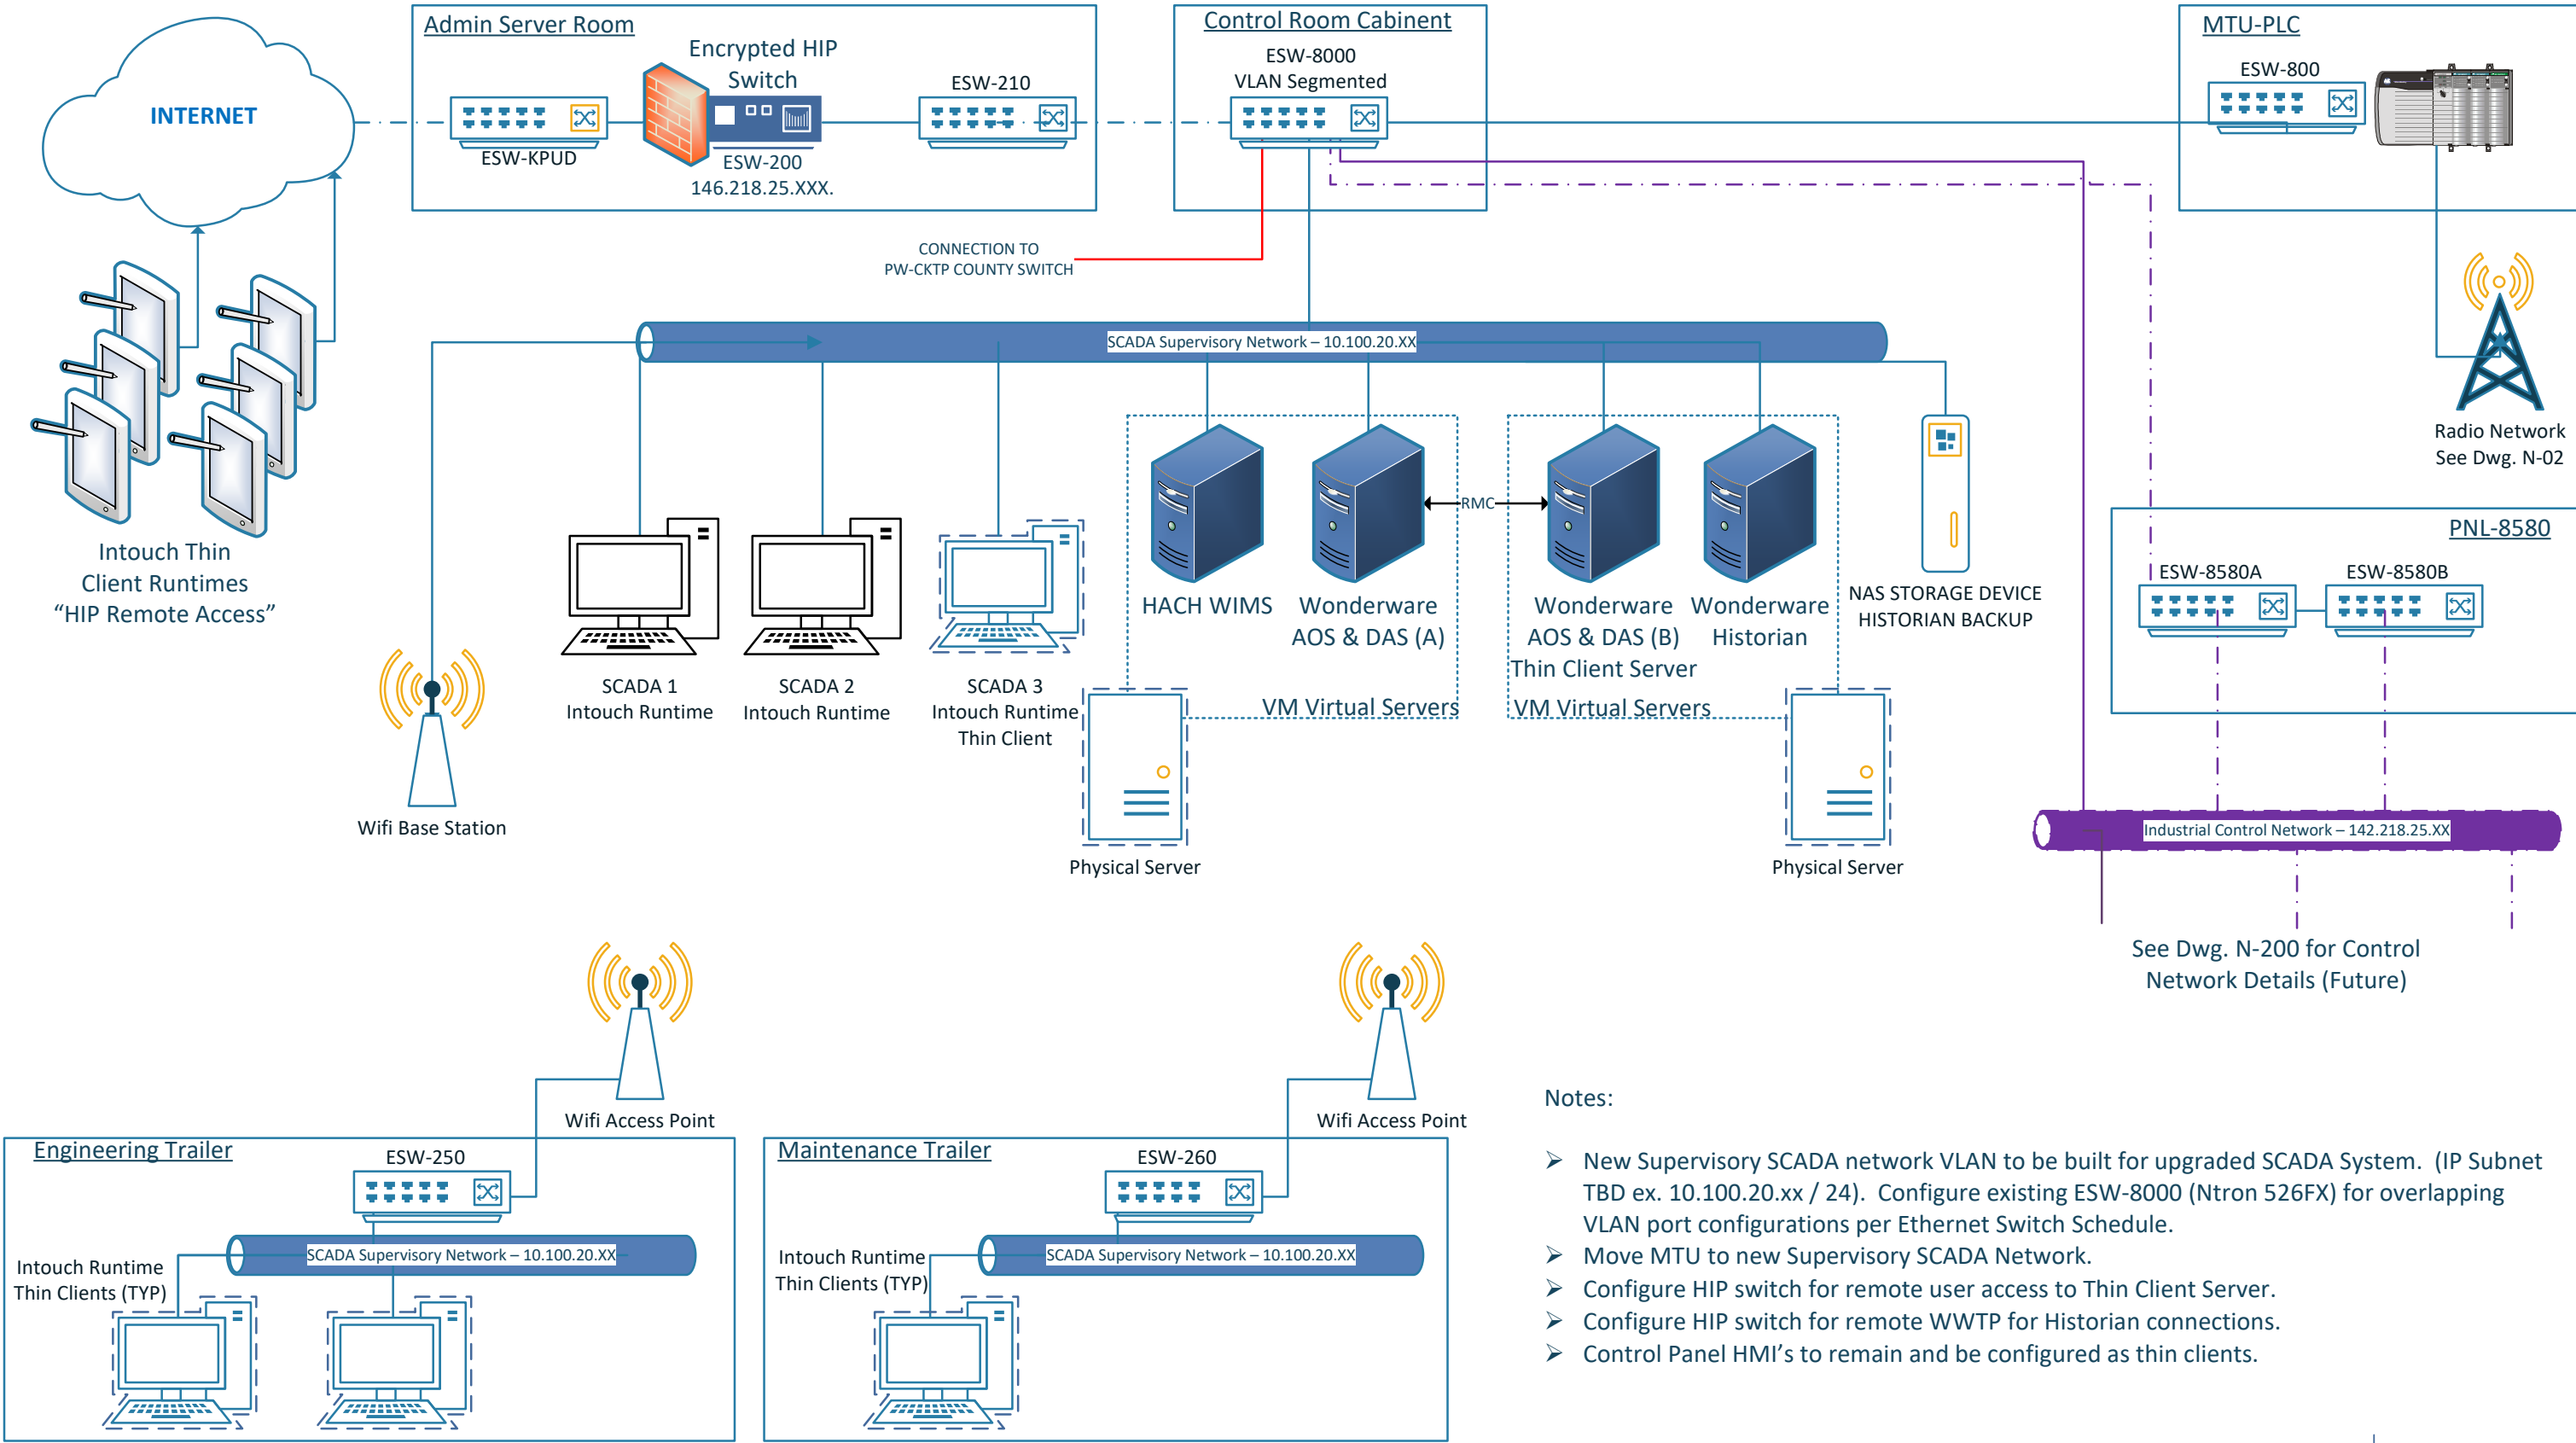 Admin Server Room
Encrypted HIP
Switch
ESW-KPUD
ESW-200
146.218.25.XXX.
ESW-210
Control Room Cabinent
ESW-8000
VLAN Segmented
MTU-PLC
ESW-800
INTERNET
CONNECTION TO
PW-CKTP COUNTY SWITCH
Radio Network
See Dwg. N-02
SCADA Supervisory Network – 10.100.20.XX
Intouch Thin
Client Runtimes
“HIP Remote Access”
Wifi Base Station
SCADA 1
Intouch Runtime
SCADA 2
Intouch Runtime
SCADA 3
Intouch Runtime
Thin Client
HACH WIMS
Wonderware
AOS & DAS (A)
RMC
Wonderware
AOS & DAS (B)
Thin Client Server
Wonderware
Historian
NAS STORAGE DEVICE
HISTORIAN BACKUP
VM Virtual Servers
VM Virtual Servers
Physical Server
Physical Server
PNL-8580
ESW-8580A
ESW-8580B
Industrial Control Network – 142.218.25.XX
See Dwg. N-200 for Control
Network Details (Future)
Wifi Access Point
Engineering Trailer
ESW-250
SCADA Supervisory Network – 10.100.20.XX
Intouch Runtime
Thin Clients (TYP)
Wifi Access Point
Maintenance Trailer
ESW-260
SCADA Supervisory Network – 10.100.20.XX
Intouch Runtime
Thin Clients (TYP)
Notes:
➢ New Supervisory SCADA network VLAN to be built for upgraded SCADA System. (IP Subnet
TBD ex. 10.100.20.xx / 24). Configure existing ESW-8000 (Ntron 526FX) for overlapping
VLAN port configurations per Ethernet Switch Schedule.
➢ Move MTU to new Supervisory SCADA Network.
➢ Configure HIP switch for remote user access to Thin Client Server.
➢ Configure HIP switch for remote WWTP for Historian connections.
➢ Control Panel HMI’s to remain and be configured as thin clients.